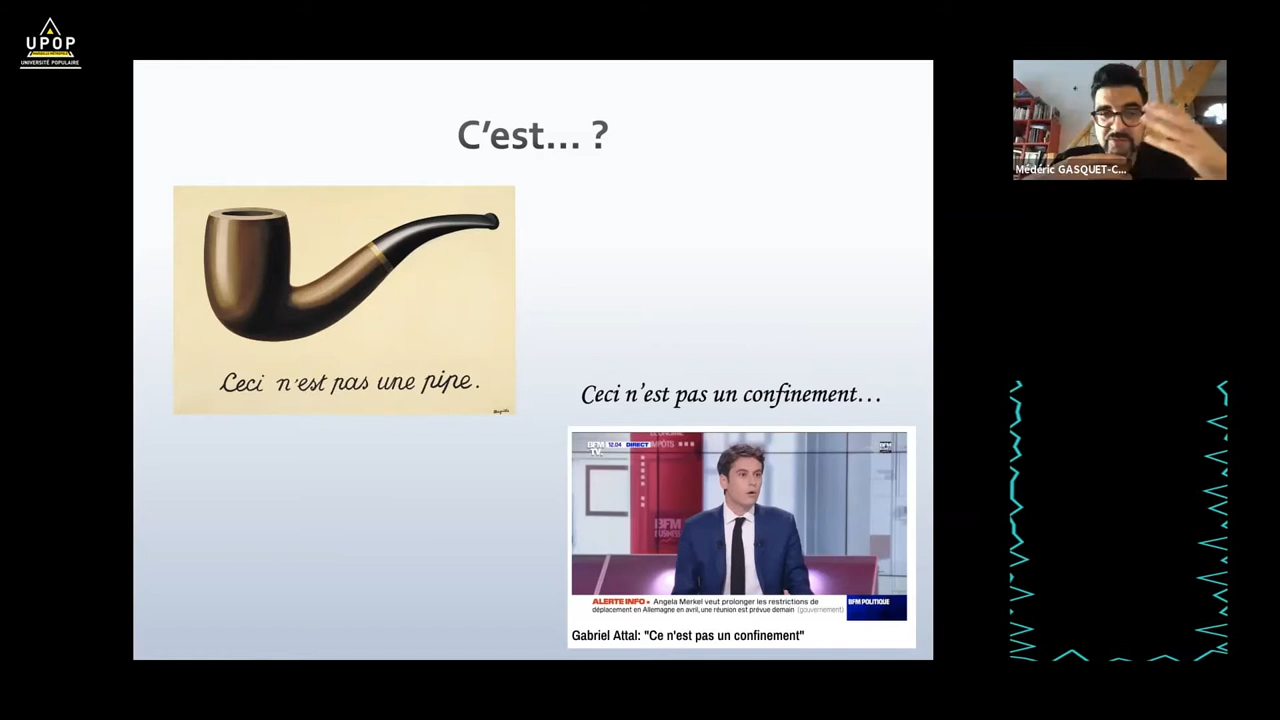 UPOP
UNIVERSITÉ POPULAIRE
C'est... ?
Médéric GASQUET-C...
Ceci n'est pas une pipe.
Magritte
Ceci n'est pas un confinement...
BFM TV. 12.04 DIRECT
IMPÔTS
BFM
ALERTE INFO Angela Merkel veut prolonger les restrictions de
déplacement en Allemagne en avril, une réunion est prévue demain (gouvernement)
BFM POLITIQUE
Gabriel Attal: "Ce n'est pas un confinement"